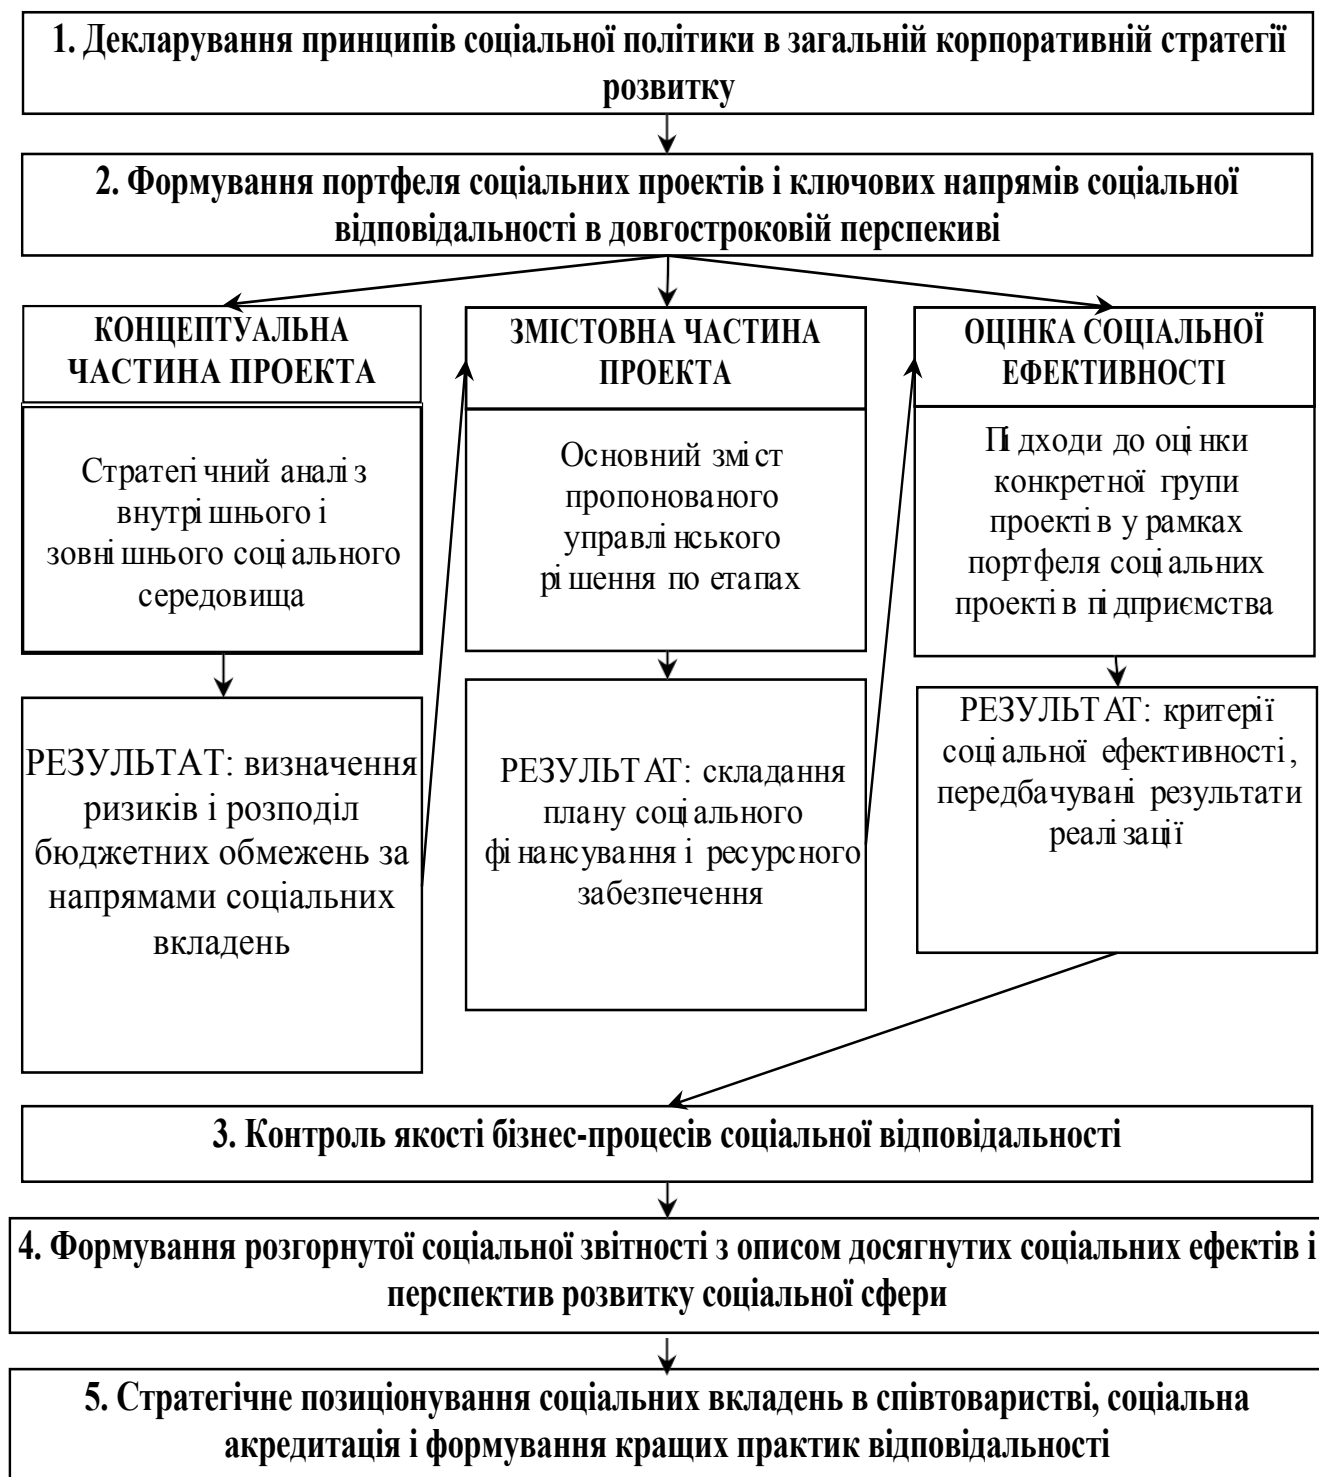 1. Декларування принципів соціальної політики в загальній корпоративній стратегії
розвитку
2. Формування портфеля соціальних проектів і ключових напрямів соціальної
відповідальності в довгостроковій перспекиві
КОНЦЕПТУАЛЬНА
ЧАСТИНА ПРОЕКТА
Стратегічний аналіз
внутрішнього і
зовнішнього соціального
середовища
РЕЗУЛЬТАТ: визначення
ризиків і розподіл
бюджетних обмежень за
напрямами соціальних
вкладень
ЗМІСТОВНА ЧАСТИНА
ПРОЕКТА
Основний зміст
пропонованого
управлінського
рішення по етапах
РЕЗУЛЬТАТ: складання
плану соціального
фінансування і ресурсного
забезпечення
ОЦІНКА СОЦІАЛЬНОЇ
ЕФЕКТИВНОСТІ
Підходи до оцінки
конкретної групи
проектів у рамках
портфеля соціальних
проектів підприємства
РЕЗУЛЬТАТ: критерії
соціальної ефективності,
передбачувані результати
реалізації
3. Контроль якості бізнес-процесів соціальної відповідальності
4. Формування розгорнутої соціальної звітності з описом досягнутих соціальних ефектів і
перспектив розвитку соціальної сфери
5. Стратегічне позиціонування соціальних вкладень в співтоваристві, соціальна
акредитація і формування кращих практик відповідальності